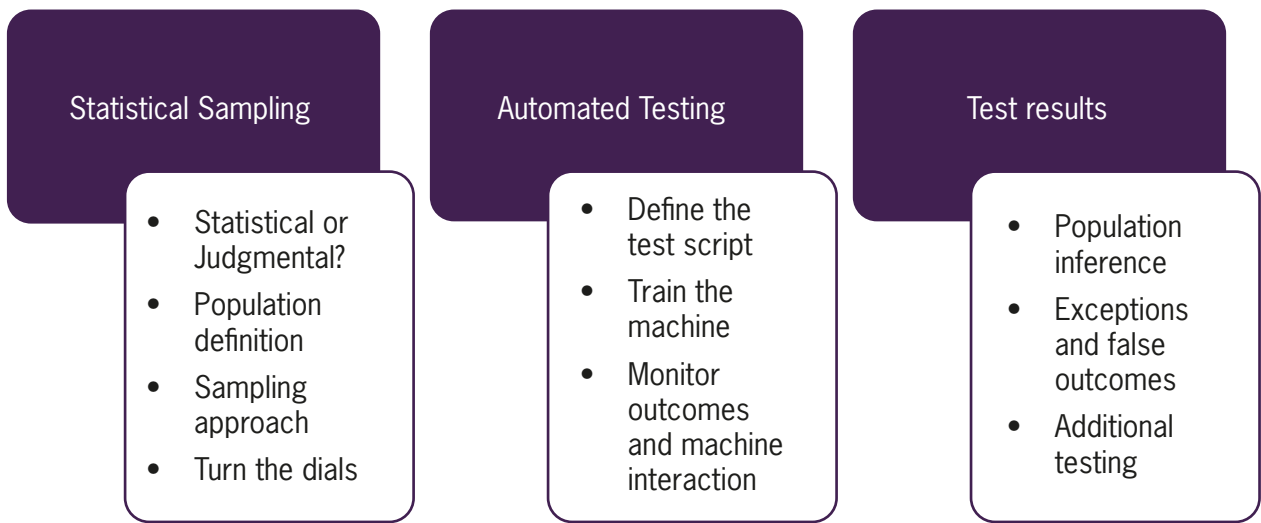 Statistical Sampling
• Statistical or
Judgmental?
• Population
definition
• Sampling
approach
• Turn the dials
Automated Testing
• Define the
test script
• Train the
machine
• Monitor
outcomes
and machine
interaction
Test results
• Population
inference
• Exceptions
and false
outcomes
• Additional
testing